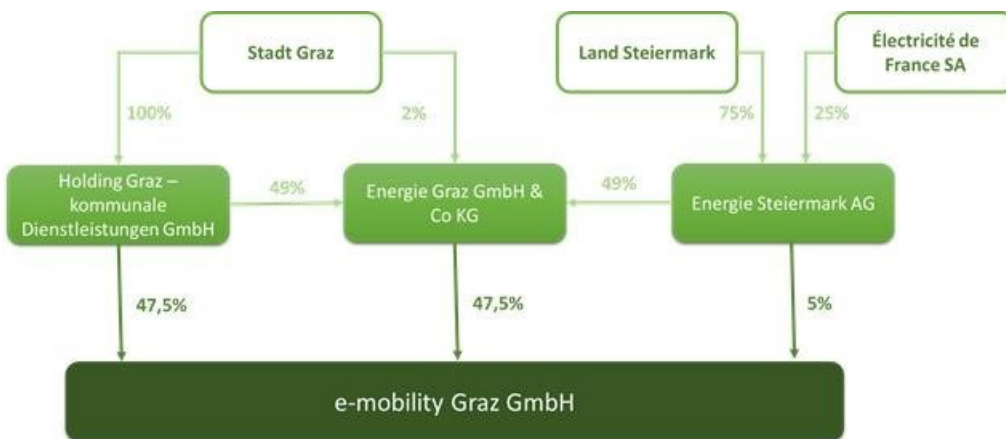 Stadt Graz
Land Steiermark
Électricité de
France SA
100%
2%
75%
25%
Holding Graz –
kommunale
Dienstleistungen GmbH
49%
Energie Graz GmbH &
Co KG
49%
Energie Steiermark AG
47,5%
47,5%
5%
e-mobility Graz GmbH